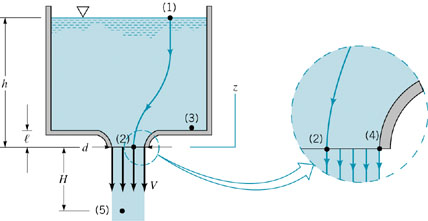 (1)
h
z
(3)
ℓ
(2)
d
H
V
(5)
(2)
(4)